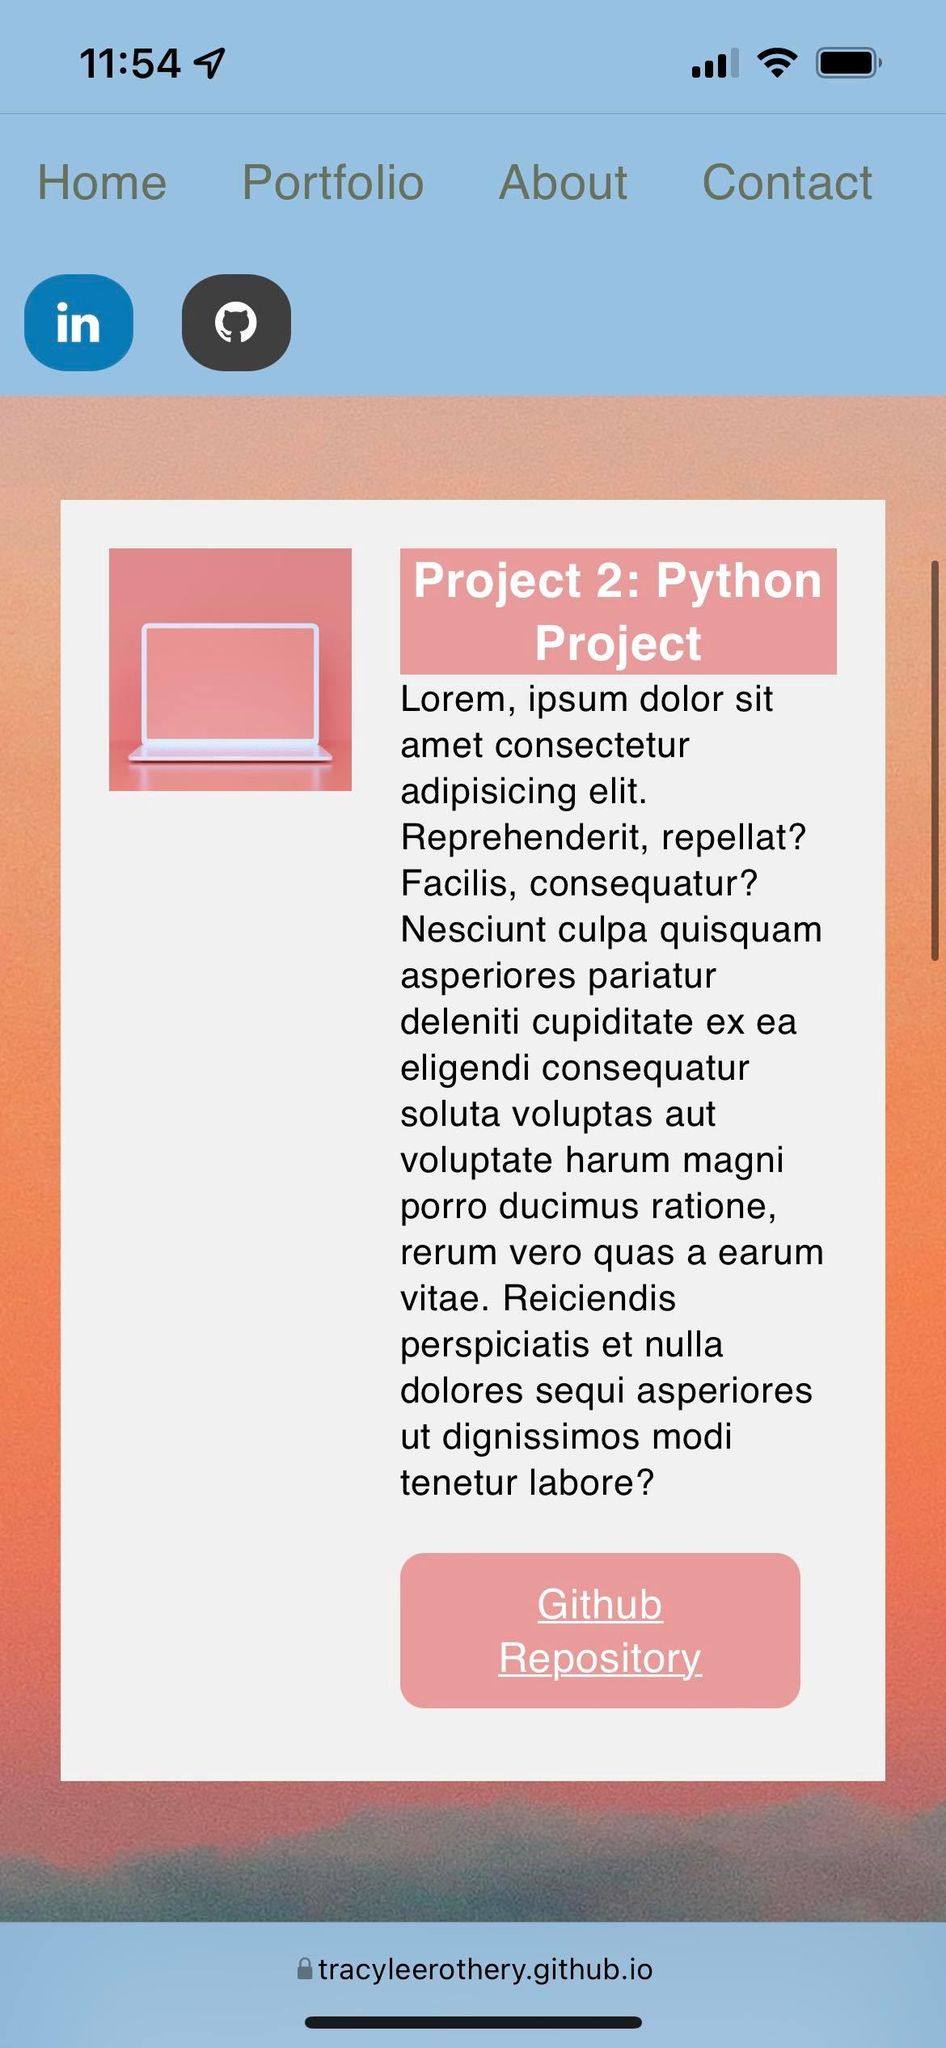 11:54
Home Portfolio About Contact
in
Project 2: Python
Project
Lorem, ipsum dolor sit
amet consectetur
adipisicing elit.
Reprehenderit, repellat?
Facilis, consequatur?
Nesciunt culpa quisquam
asperiores pariatur
deleniti cupiditate ex ea
eligendi consequatur
soluta voluptas aut
voluptate harum magni
porro ducimus ratione,
rerum vero quas a earum
vitae. Reiciendis
perspiciatis et nulla
dolores sequi asperiores
ut dignissimos modi
tenetur labore?
Github
Repository
tracyleerothery.github.io